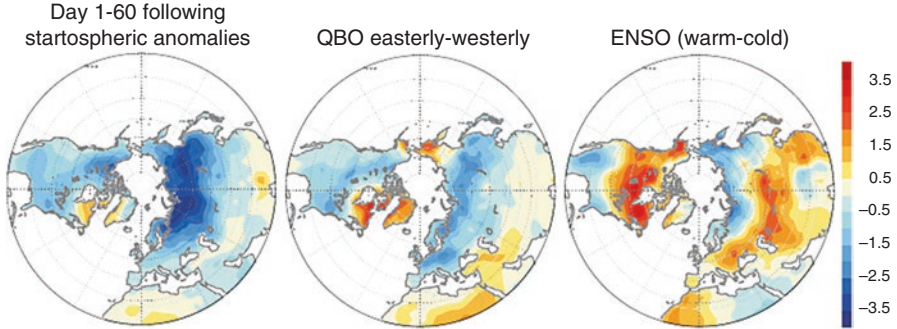 Day 1-60 following
startospheric anomalies
QBO easterly-westerly
ENSO (warm-cold)
3.5
2.5
1.5
0.5
−0.5
−1.5
−2.5
−3.5